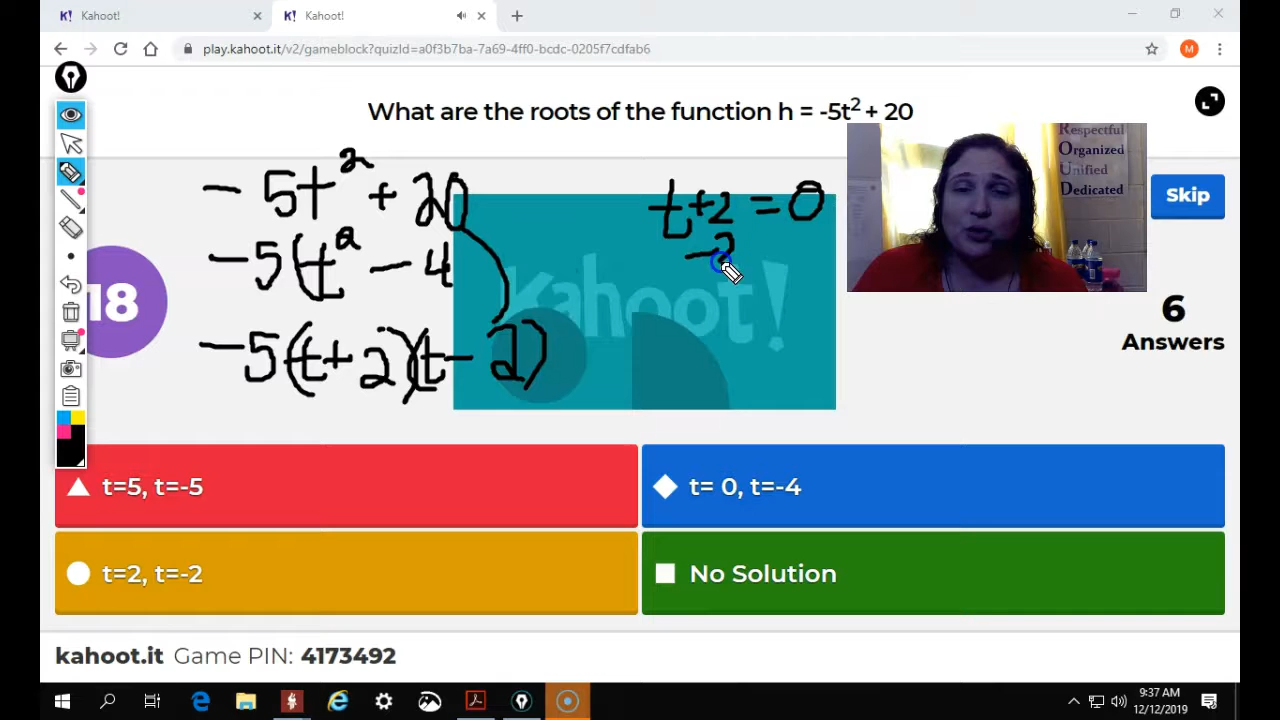 Kahoot!
Kahoot!
play.kahoot.it/v2/gameblock?quizId=a0f3b7ba-7a69-4ff0-bcdc-0205f7cdfab6
M
What are the roots of the function h = -5t² + 20
Respectful
Organized
Unified
Dedicated
Skip
- 5t² + 20
-5(t² - 4
-5(t+2)(t-2)
t+2 = 0
-2
Kahoot!
18
6
Answers
t=5, t=-5
t= 0, t=-4
t=2, t=-2
No Solution
kahoot.it Game PIN: 4173492
9:37 AM
12/12/2019